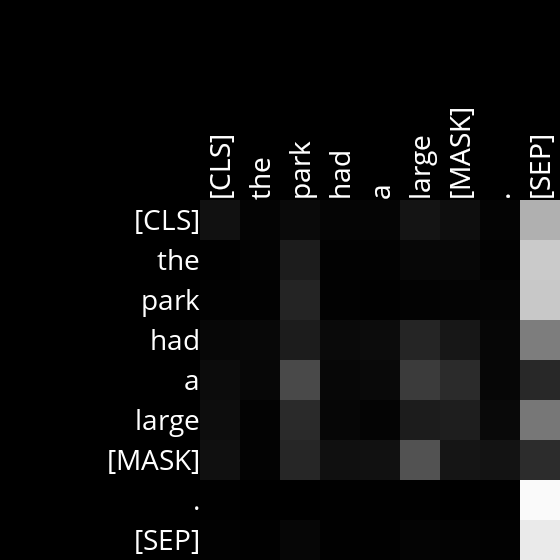 [CLS] the park had a large [MASK] . [SEP]
[CLS]
the
park
had
a
large
[MASK]
.
[SEP]